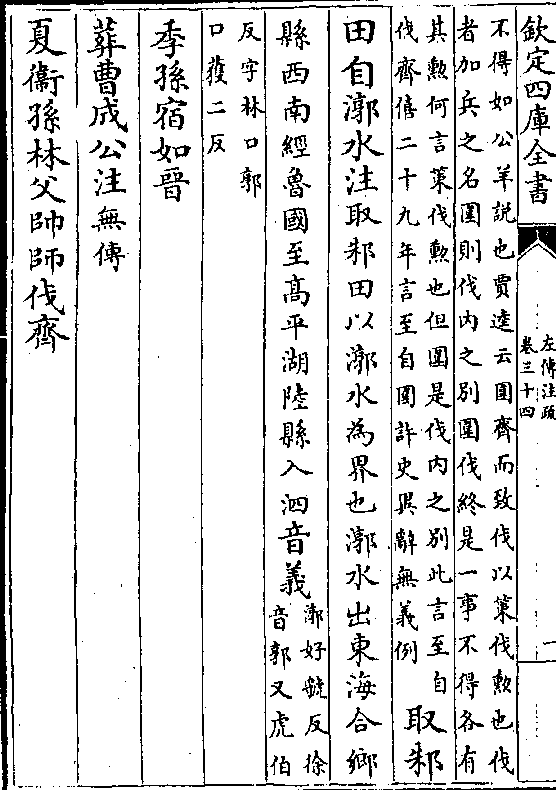 欽定四庫全書
左傳注疏
卷三十四
一
不得如公羊說也賈逵云圍齊而致伐以策伐勲也伐
者加兵之名圍則伐内之别圍伐終是一事不得各有
其勲何言策伐勲也但圍是伐内之别此言至自
伐齊僖二十九年言至自圍許史異辭無義例
取邾
田自漷水注取邾田以漷水為界也漷水出東海合鄉
縣西南經魯國至髙平湖陸縣入泗音義
漷好虢反徐
音郭又虎伯
反字林口郭
口䕶二反
季孫宿如晉
葬曹成公注無傳
夏衞孫林父帥師伐齊